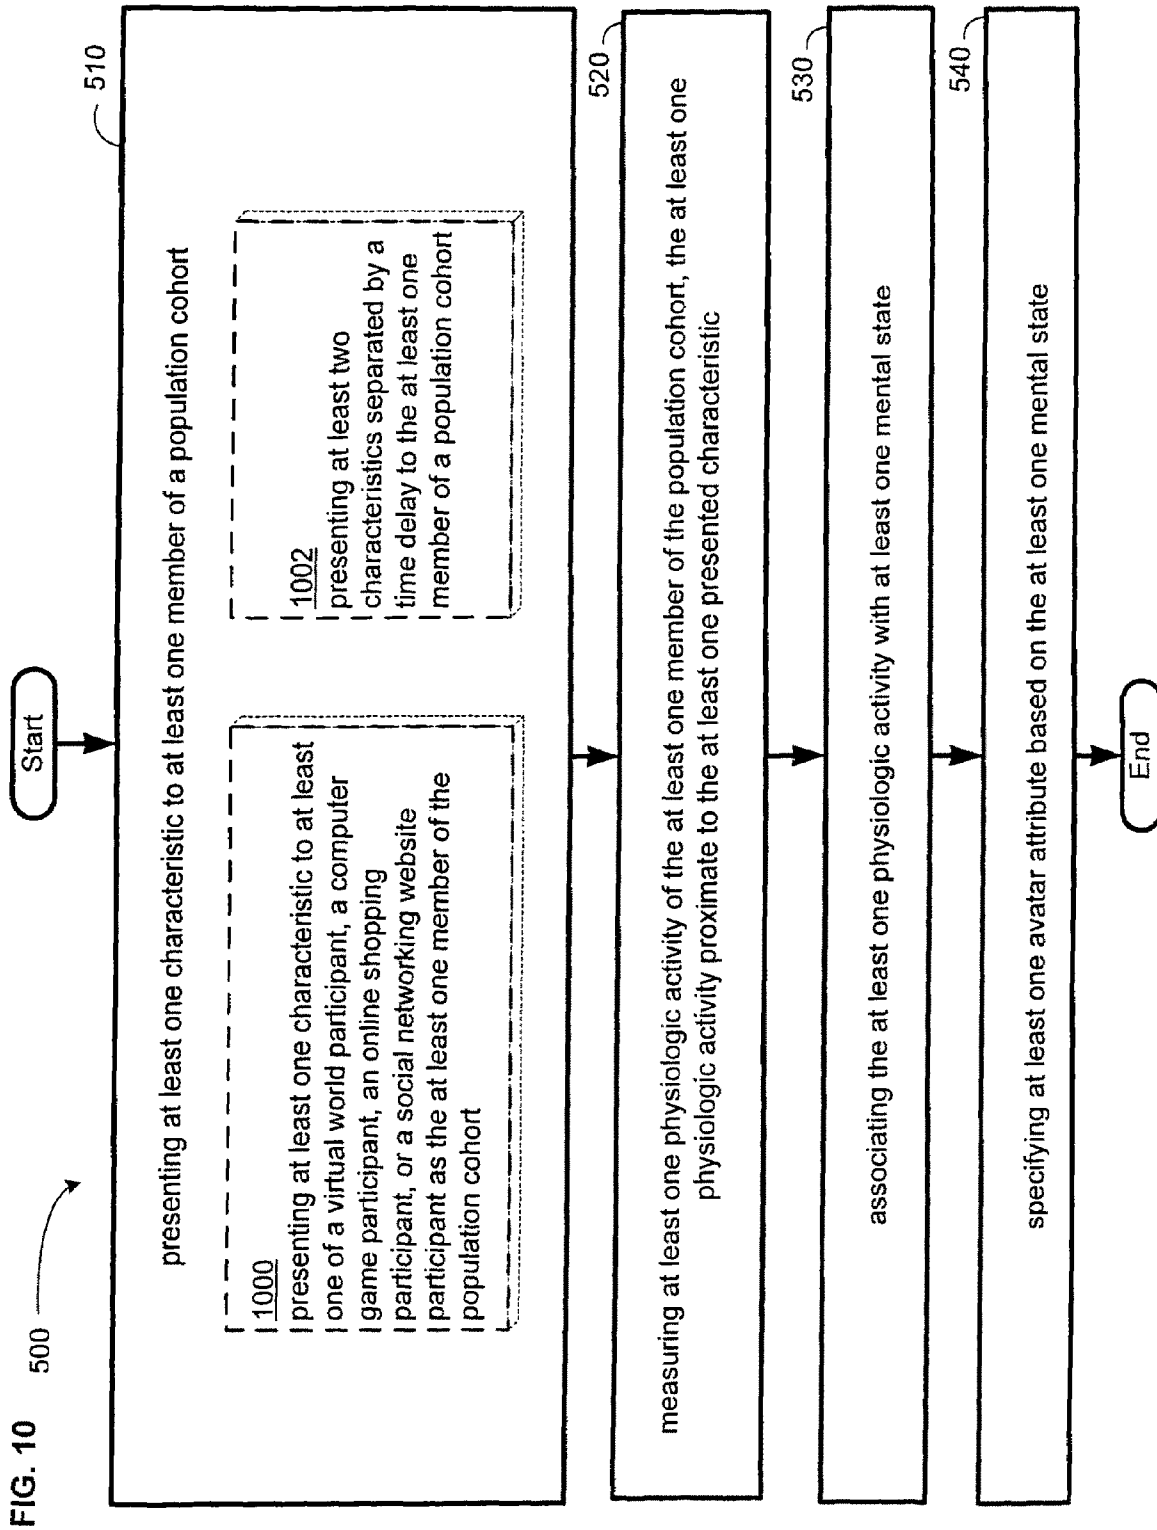 FIG. 10
500
Start
510
presenting at least one characteristic to at least one member of a population cohort
1000
presenting at least one characteristic to at least
one of a virtual world participant, a computer
game participant, an online shopping
participant, or a social networking website
participant as the at least one member of the
population cohort
1002
presenting at least two
characteristics separated by a
time delay to the at least one
member of a population cohort
520
measuring at least one physiologic activity of the at least one member of the population cohort, the at least one
physiologic activity proximate to the at least one presented characteristic
530
associating the at least one physiologic activity with at least one mental state
540
specifying at least one avatar attribute based on the at least one mental state
End